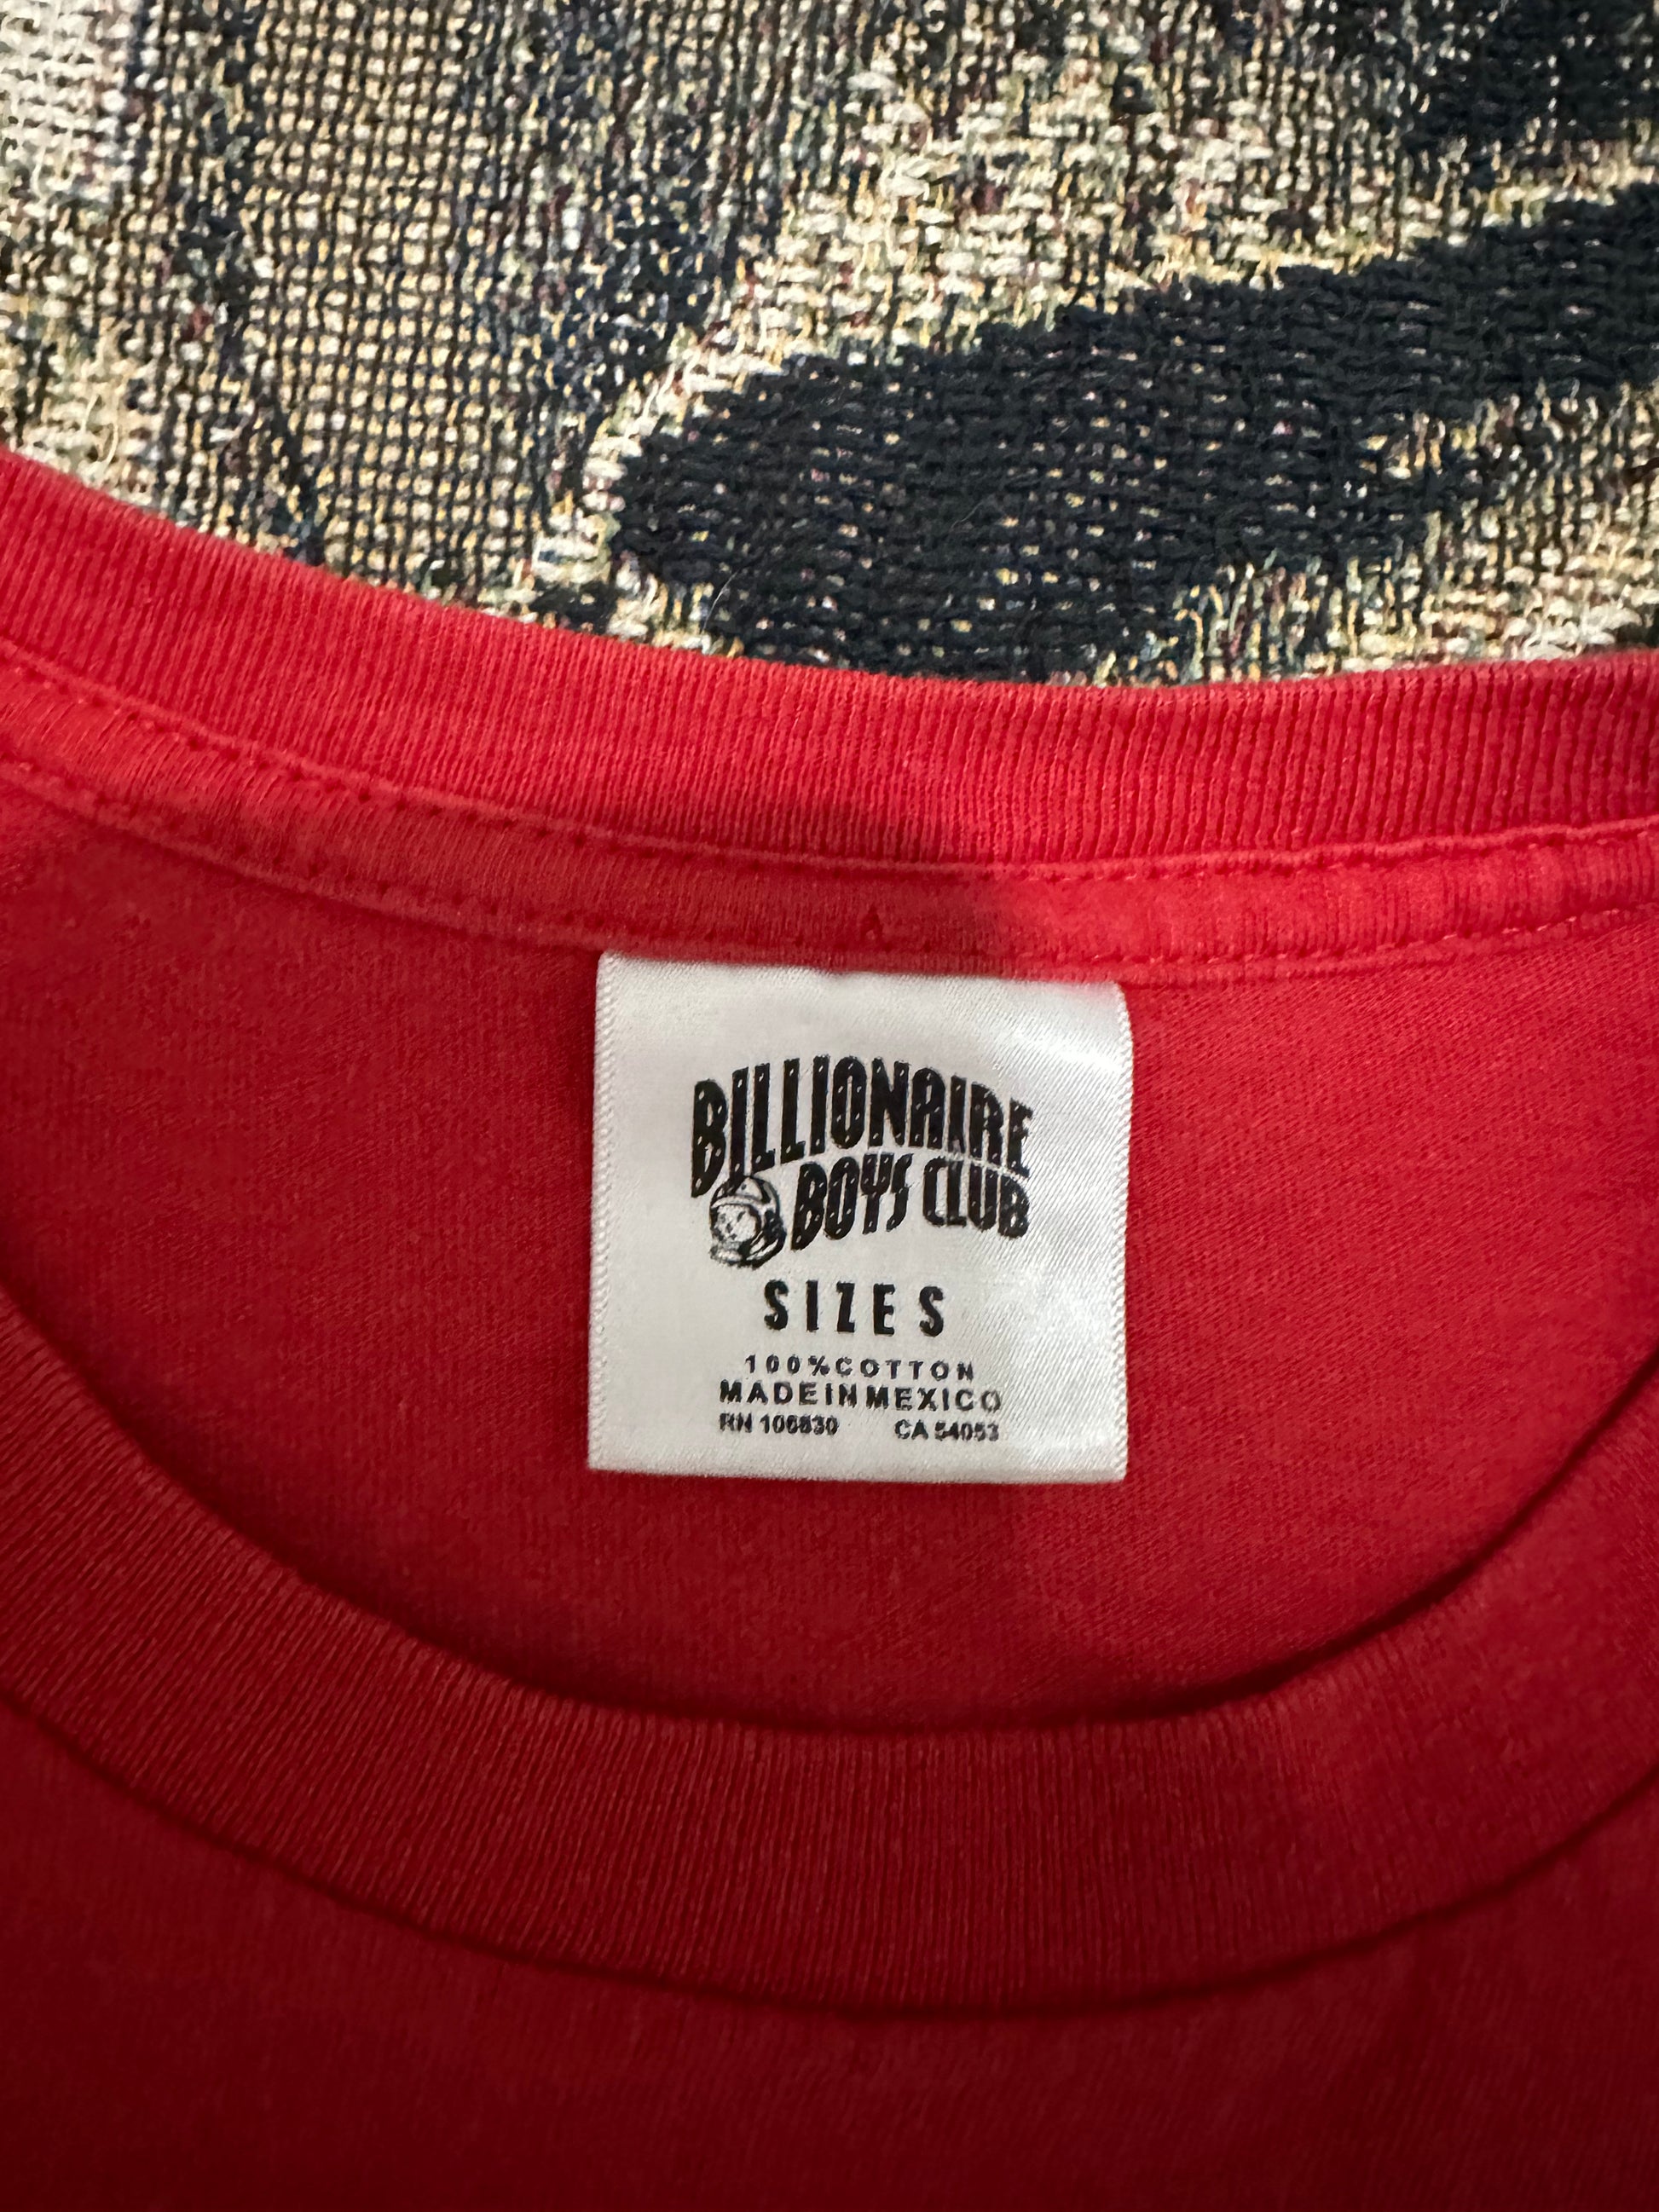 BILLIONAIRE
BOYS CLUB
SIZE S
100% COTTON
MADE IN MEXICO
RN 106830 CA 54053